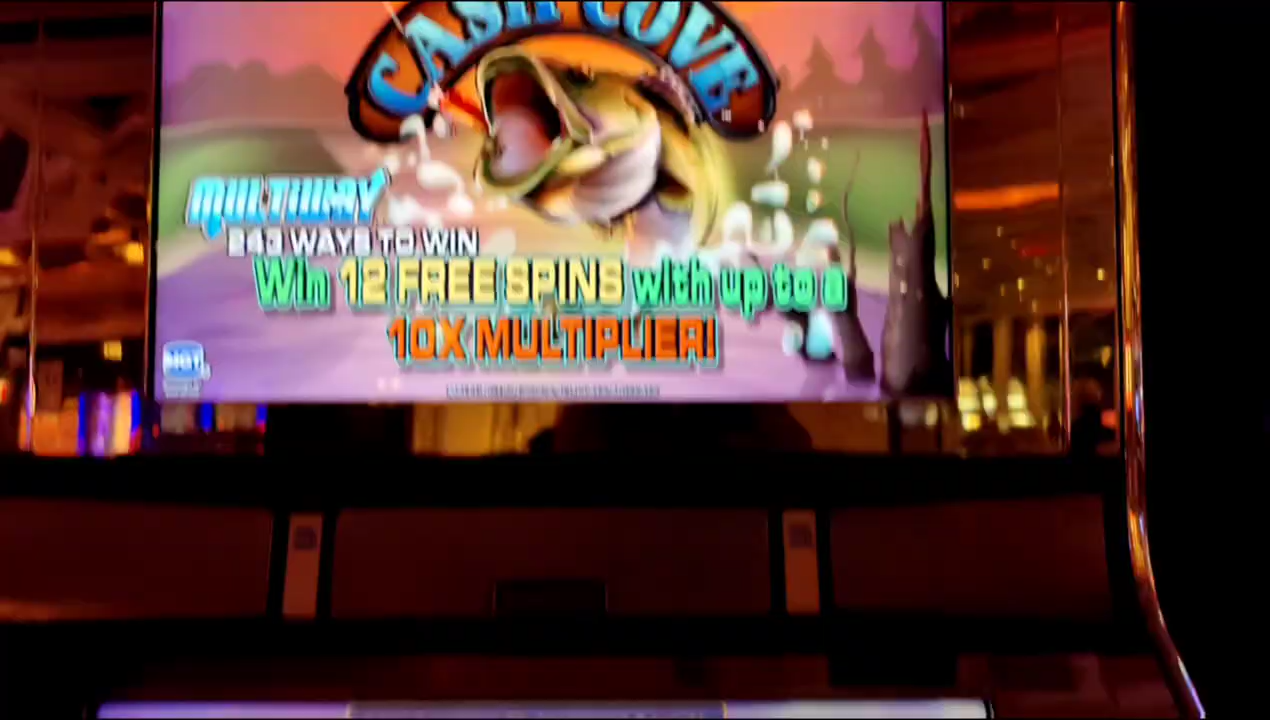 CASH COVE
MULTIWAY
243 WAYS TO WIN
Win 12 FREE SPINS with up to a
10X MULTIPLIER!